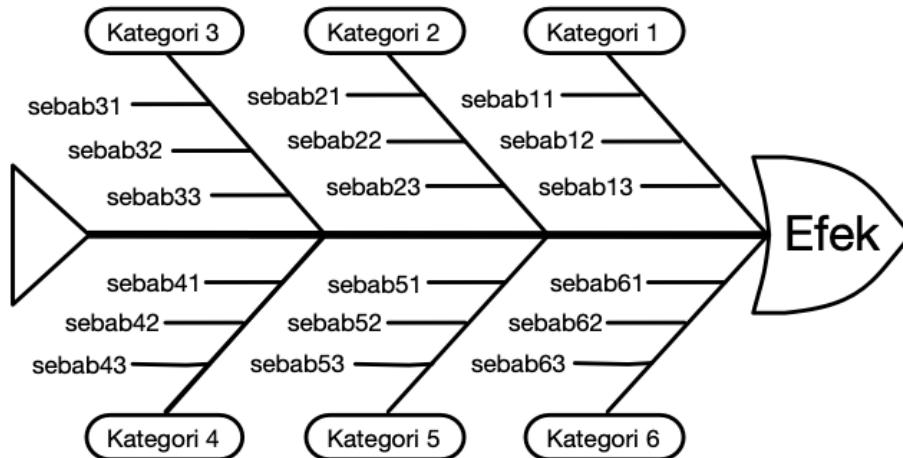 Kategori 3
Kategori 2
Kategori 1
sebab31
sebab21
sebab11
sebab32
sebab22
sebab12
sebab33
sebab23
sebab13
Efek
sebab41
sebab51
sebab61
sebab42
sebab52
sebab62
sebab43
sebab53
sebab63
Kategori 4
Kategori 5
Kategori 6